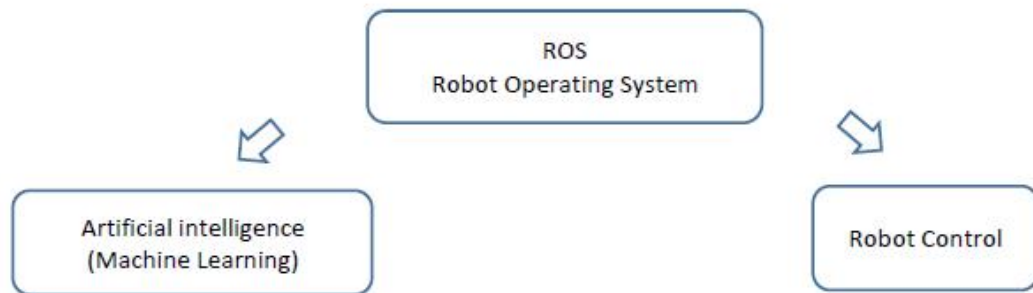 ROS
Robot Operating System
Artificial intelligence
(Machine Learning)
Robot Control